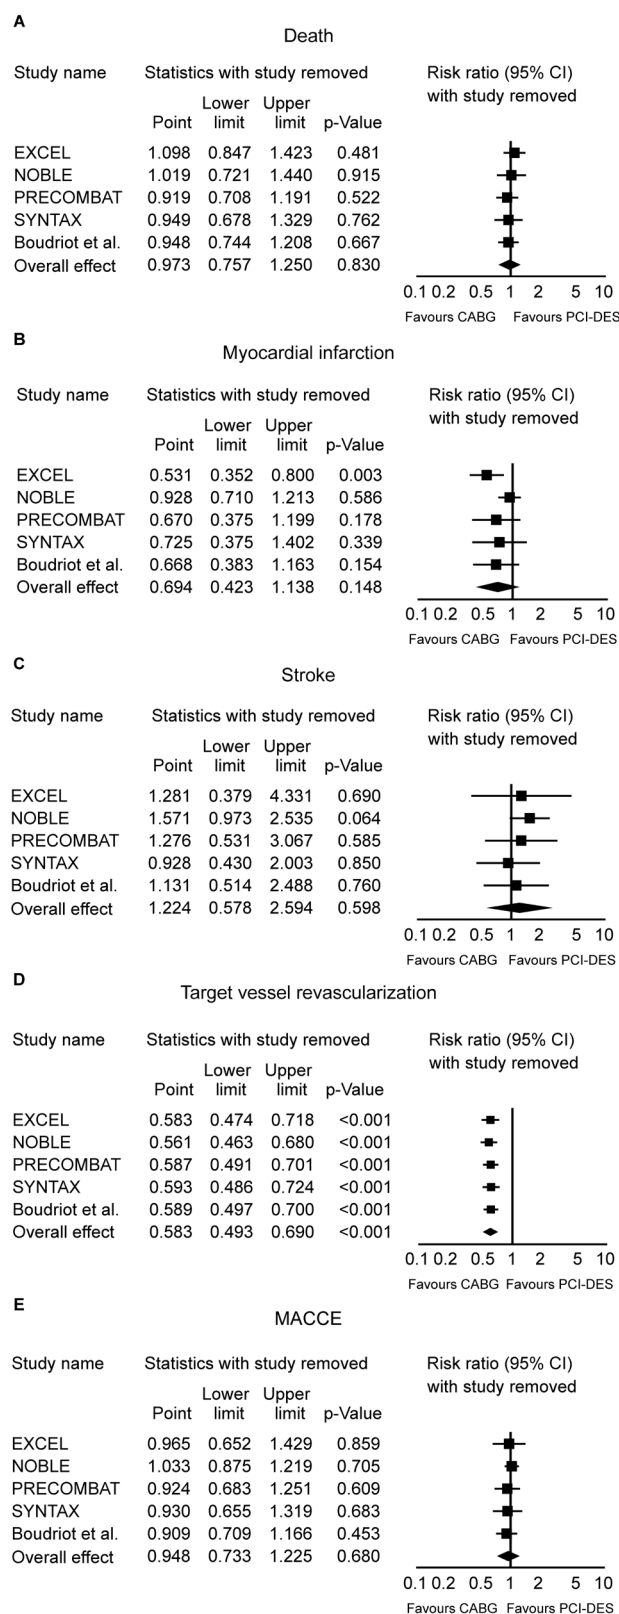 A
Death
Study name Statistics with study removed Risk ratio (95% CI)
with study removed
Lower Upper
Point limit limit p-Value
EXCEL 1.098 0.847 1.423 0.481
NOBLE 1.019 0.721 1.440 0.915
PRECOMBAT 0.919 0.708 1.191 0.522
SYNTAX 0.949 0.678 1.329 0.762
Boudriot et al. 0.948 0.744 1.208 0.667
Overall effect 0.973 0.757 1.250 0.830
0.1 0.2 0.5 1 2 5 10
Favours CABG Favours PCI-DES
B
Myocardial infarction
Study name Statistics with study removed Risk ratio (95% CI)
with study removed
Lower Upper
Point limit limit p-Value
EXCEL 0.531 0.352 0.800 0.003
NOBLE 0.928 0.710 1.213 0.586
PRECOMBAT 0.670 0.375 1.199 0.178
SYNTAX 0.725 0.375 1.402 0.339
Boudriot et al. 0.668 0.383 1.163 0.154
Overall effect 0.694 0.423 1.138 0.148
0.1 0.2 0.5 1 2 5 10
Favours CABG Favours PCI-DES
C
Stroke
Study name Statistics with study removed Risk ratio (95% CI)
with study removed
Lower Upper
Point limit limit p-Value
EXCEL 1.281 0.379 4.331 0.690
NOBLE 1.571 0.973 2.535 0.064
PRECOMBAT 1.276 0.531 3.067 0.585
SYNTAX 0.928 0.430 2.003 0.850
Boudriot et al. 1.131 0.514 2.488 0.760
Overall effect 1.224 0.578 2.594 0.598
0.1 0.2 0.5 1 2 5 10
Favours CABG Favours PCI-DES
D
Target vessel revascularization
Study name Statistics with study removed Risk ratio (95% CI)
with study removed
Lower Upper
Point limit limit p-Value
EXCEL 0.583 0.474 0.718 <0.001
NOBLE 0.561 0.463 0.680 <0.001
PRECOMBAT 0.587 0.491 0.701 <0.001
SYNTAX 0.593 0.486 0.724 <0.001
Boudriot et al. 0.589 0.497 0.700 <0.001
Overall effect 0.583 0.493 0.690 <0.001
0.1 0.2 0.5 1 2 5 10
Favours CABG Favours PCI-DES
E
MACCE
Study name Statistics with study removed Risk ratio (95% CI)
with study removed
Lower Upper
Point limit limit p-Value
EXCEL 0.965 0.652 1.429 0.859
NOBLE 1.033 0.875 1.219 0.705
PRECOMBAT 0.924 0.683 1.251 0.609
SYNTAX 0.930 0.655 1.319 0.683
Boudriot et al. 0.909 0.709 1.166 0.453
Overall effect 0.948 0.733 1.225 0.680
0.1 0.2 0.5 1 2 5 10
Favours CABG Favours PCI-DES